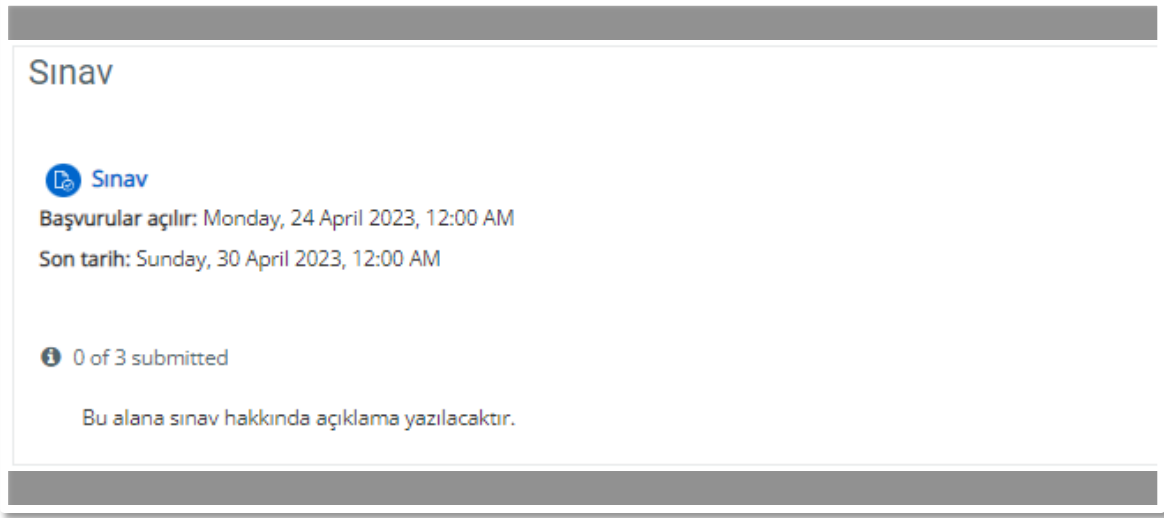 Sınav
Sınav
Başvurular açılır: Monday, 24 April 2023, 12:00 AM
Son tarih: Sunday, 30 April 2023, 12:00 AM
0 of 3 submitted
Bu alana sınav hakkında açıklama yazılacaktır.